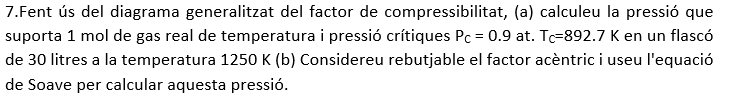 7.Fent ús del diagrama generalitzat del factor de compressibilitat, (a) calculeu la pressió que
suporta 1 mol de gas real de temperatura i pressió crítiques PC = 0.9 at. TC=892.7 K en un flascó
de 30 litres a la temperatura 1250 K (b) Considereu rebutjable el factor acèntric i useu l'equació
de Soave per calcular aquesta pressió.